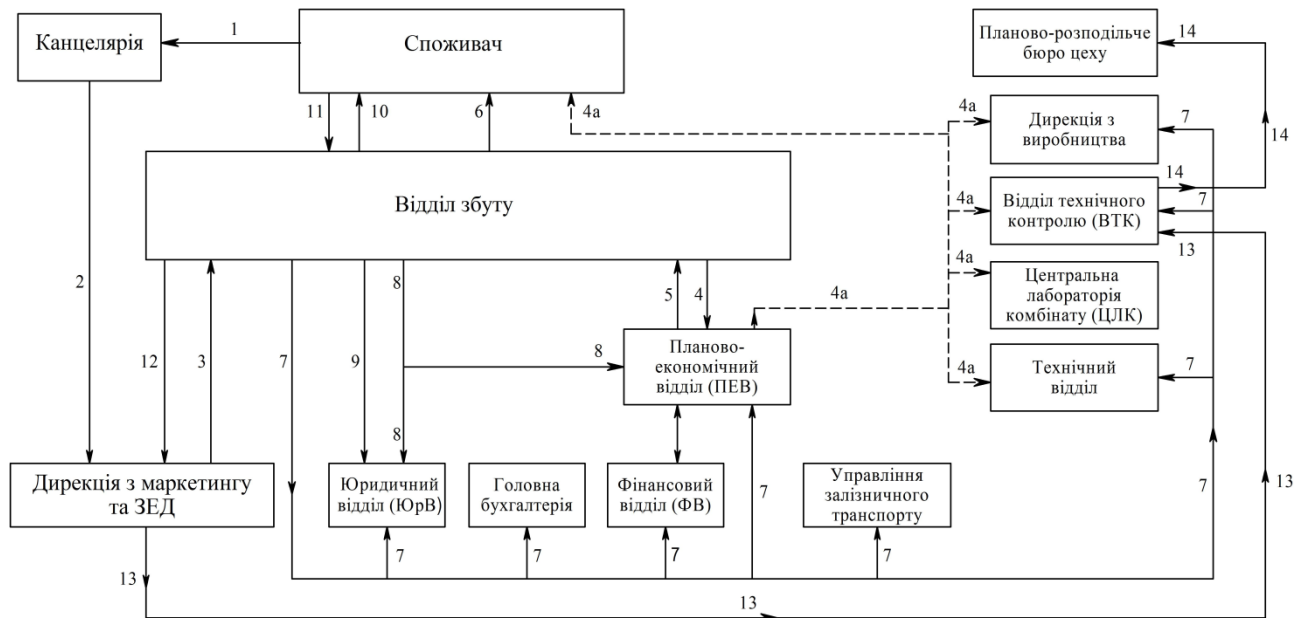 Канцелярія
1
Споживач
Планово-розподільче
бюро цеху
14
11
10
6
4а
4а
Дирекція з
виробництва
7
14
Відділ збуту
14
4а
Відділ технічного
контролю (ВТК)
7
13
2
8
5
4
4а
4а
Центральна
лабораторія
комбінату (ЦЛК)
12
3
7
9
8
Планово-
економічний
відділ (ПЕВ)
4а
Технічний
відділ
7
8
Дирекція з маркетингу
та ЗЕД
Юридичний
відділ (ЮрВ)
Головна
бухгалтерія
Фінансовий
відділ (ФВ)
7
Управління
залізничного
транспорту
7
13
7
7
7
7
13
13